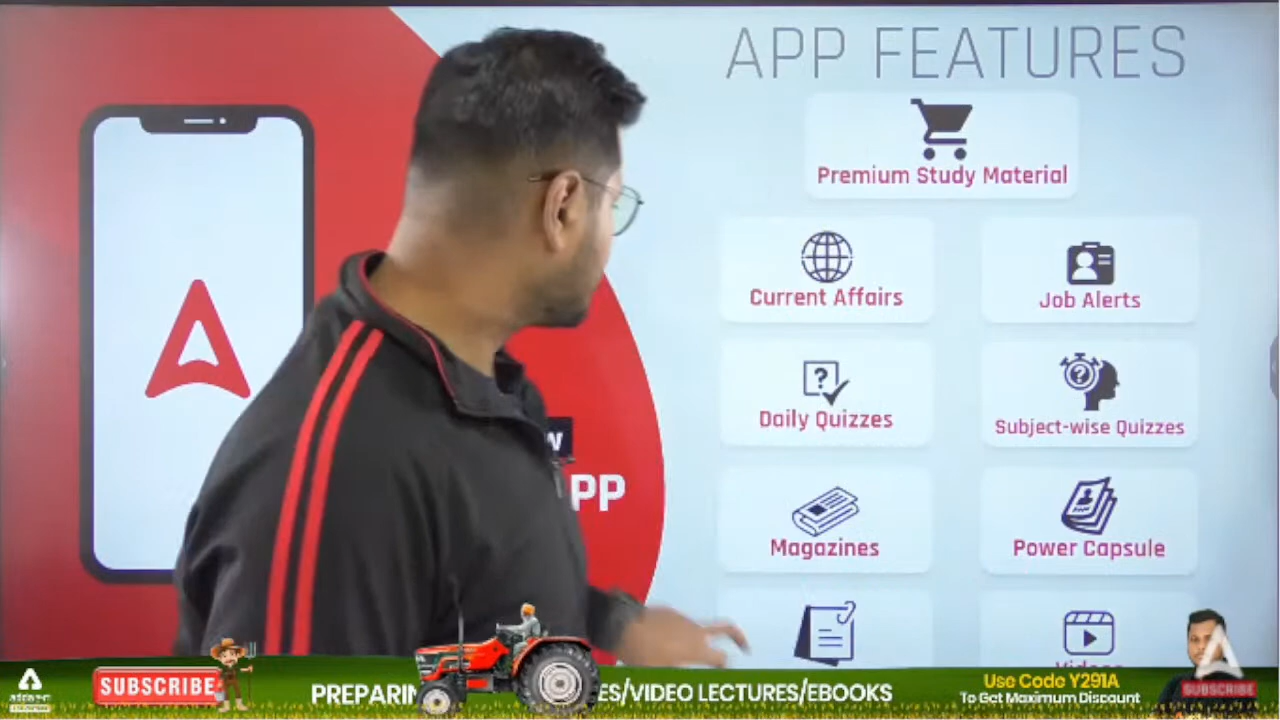 APP FEATURES
Premium Study Material
Current Affairs
Job Alerts
Daily Quizzes
Subject-wise Quizzes
Magazines
Power Capsule
PP
SUBSCRIBE
ES/VIDEO LECTURES/EBOOKS
Use Code Y291A
To Get Maximum Discount
SUBSCRIBE